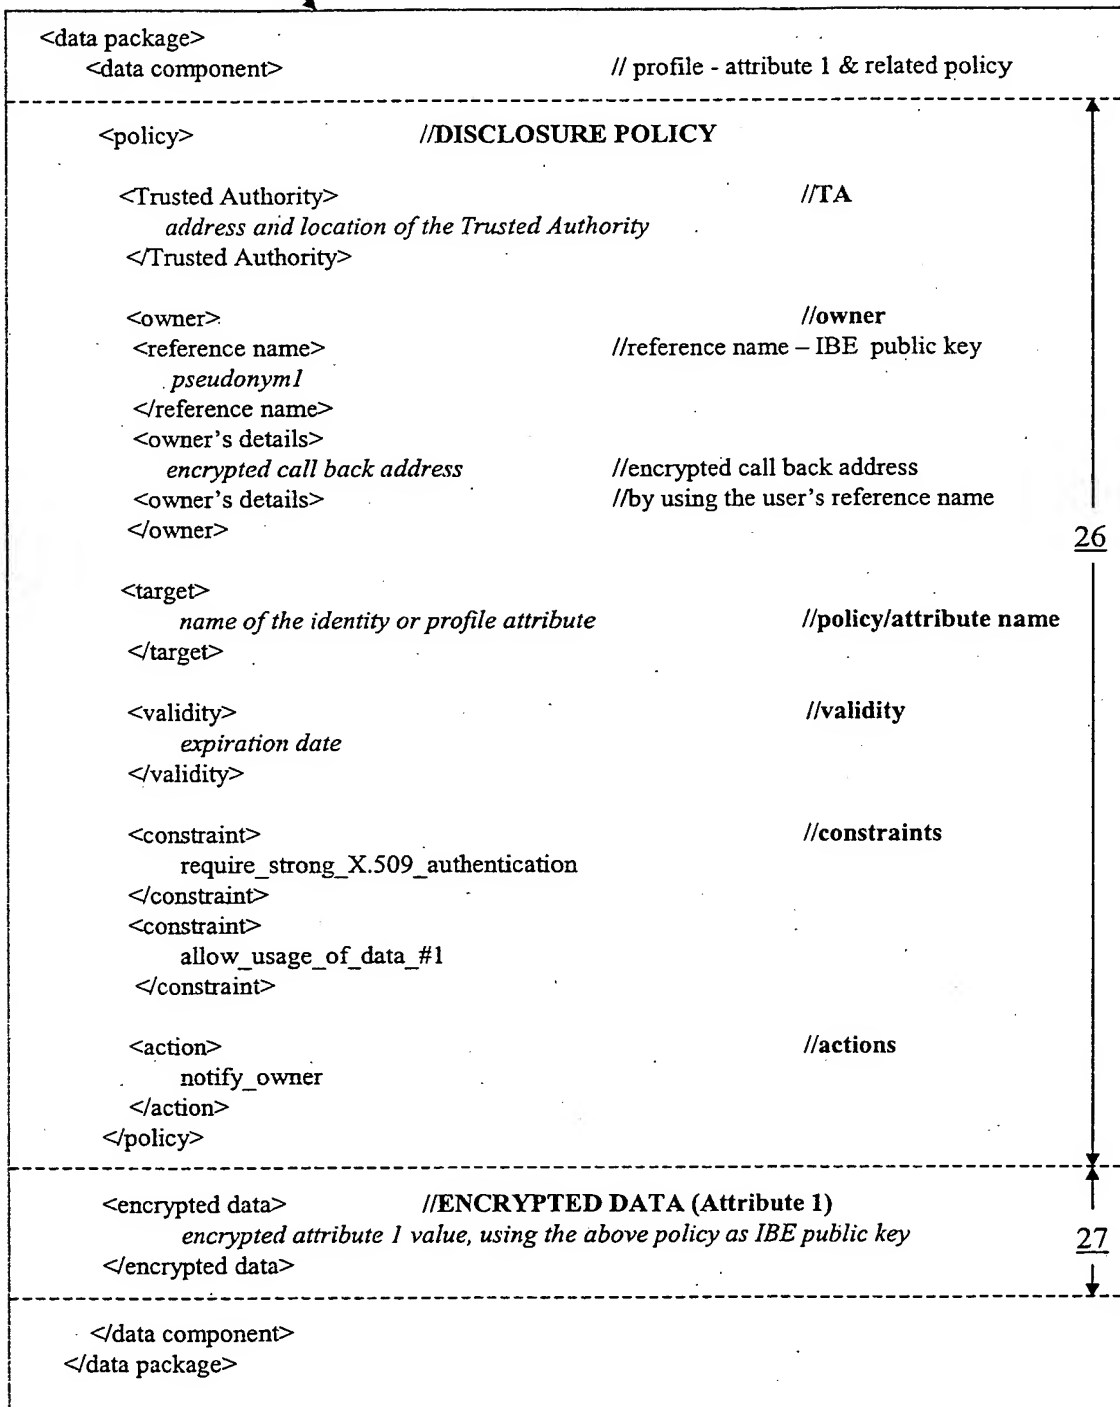 <data package>
<data component> // profile - attribute 1 & related policy
<policy> //DISCLOSURE POLICY
<Trusted Authority> //TA
address and location of the Trusted Authority
</Trusted Authority>
<owner> //owner
<reference name> //reference name – IBE public key
pseudonym1
</reference name>
<owner's details>
encrypted call back address //encrypted call back address
<owner's details> //by using the user's reference name
</owner>
26
<target>
name of the identity or profile attribute //policy/attribute name
</target>
<validity> //validity
expiration date
</validity>
<constraint> //constraints
require_strong_X.509_authentication
</constraint>
<constraint>
allow_usage_of_data_#1
</constraint>
<action> //actions
notify_owner
</action>
</policy>
<encrypted data> //ENCRYPTED DATA (Attribute 1)
encrypted attribute 1 value, using the above policy as IBE public key 27
</encrypted data>
</data component>
</data package>